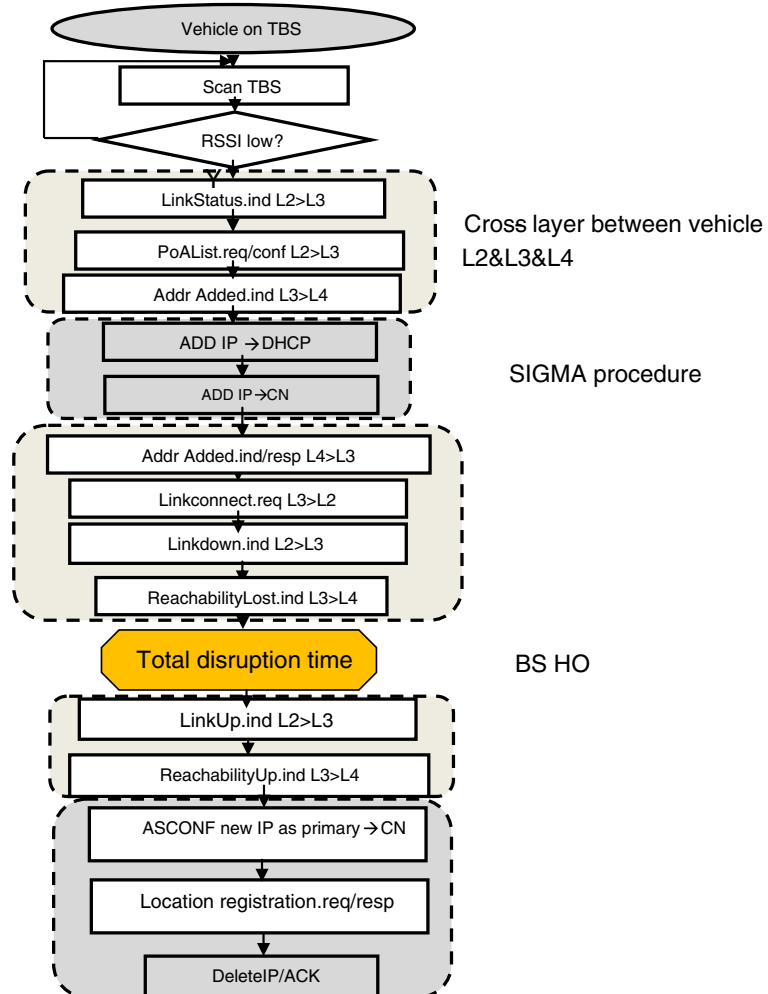 Vehicle on TBS
Scan TBS
RSSI low?
Y
LinkStatus.ind L2>L3
PoAList.req/conf L2>L3
Addr Added.ind L3>L4
Cross layer between vehicle
L2&L3&L4
ADD IP →DHCP
ADD IP→CN
SIGMA procedure
Addr Added.ind/resp L4>L3
Linkconnect.req L3>L2
Linkdown.ind L2>L3
ReachabilityLost.ind L3>L4
Total disruption time
BS HO
LinkUp.ind L2>L3
ReachabilityUp.ind L3>L4
ASCONF new IP as primary→CN
Location registration.req/resp
DeleteIP/ACK